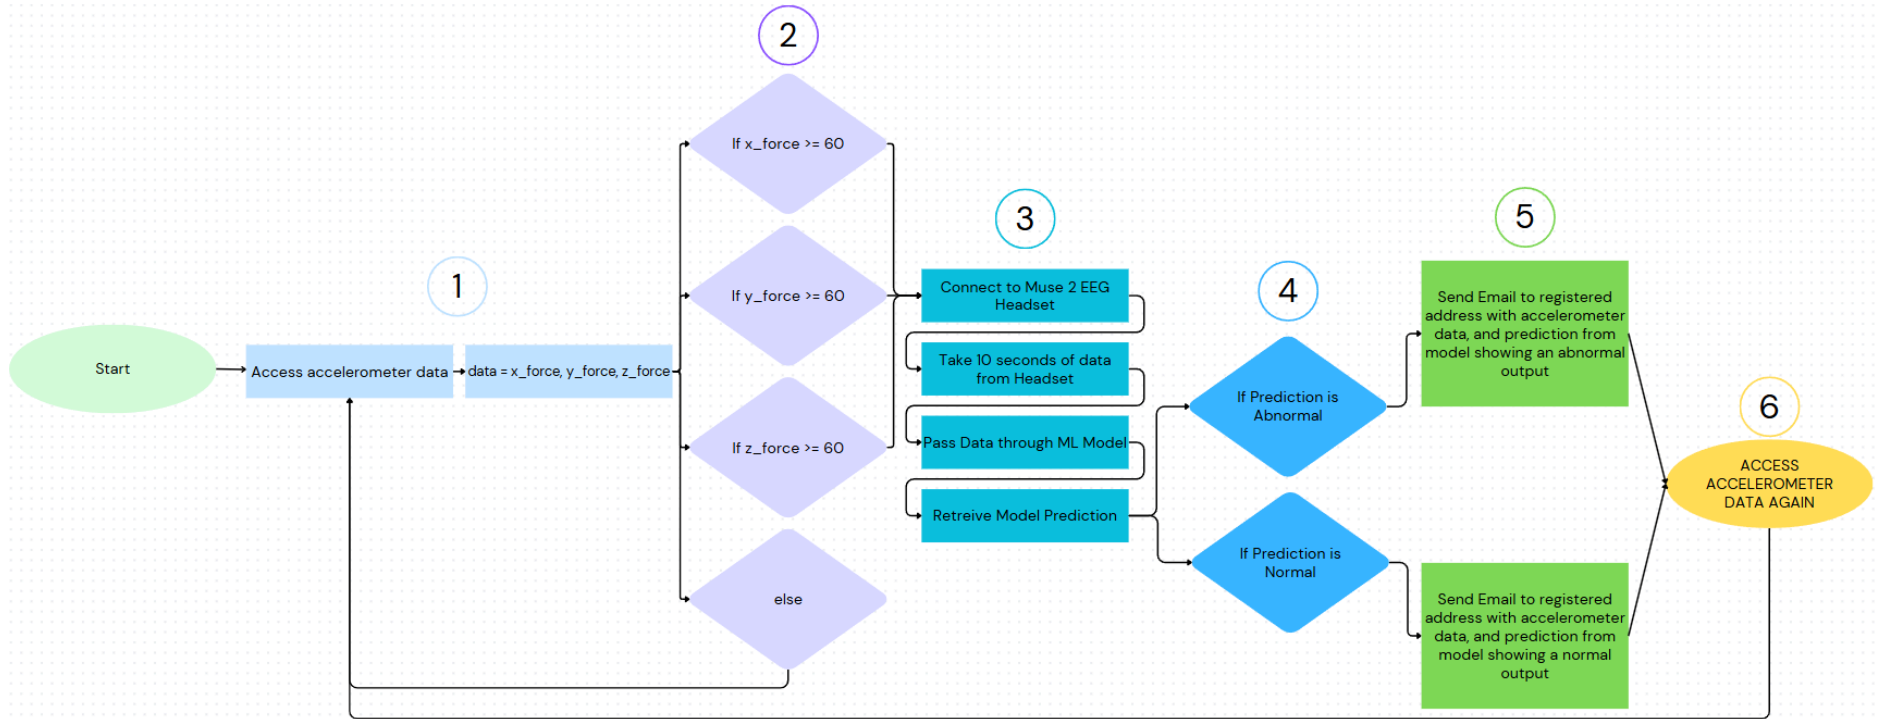 Start
1
Access accelerometer data
data = x_force, y_force, z_force
2
If x_force >= 60
If y_force >= 60
If z_force >= 60
else
3
Connect to Muse 2 EEG
Headset
Take 10 seconds of data
from Headset
Pass Data through ML Model
Retreive Model Prediction
4
If Prediction is
Abnormal
If Prediction is
Normal
5
Send Email to registered
address with accelerometer
data, and prediction from
model showing an abnormal
output
Send Email to registered
address with accelerometer
data, and prediction from
model showing a normal
output
6
ACCESS
ACCELEROMETER
DATA AGAIN